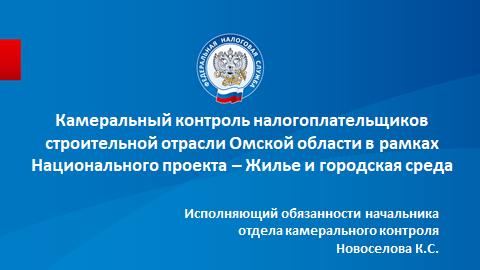 ФЕДЕРАЛЬНАЯ НАЛОГОВАЯ СЛУЖБА
Камеральный контроль налогоплательщиков
строительной отрасли Омской области в рамках
Национального проекта – Жилье и городская среда
Исполняющий обязанности начальника
отдела камерального контроля
Новоселова К.С.